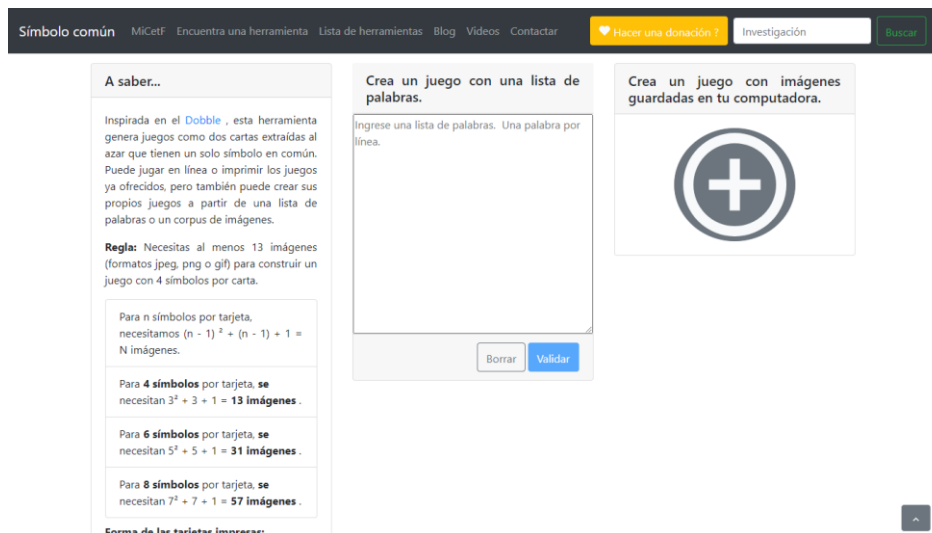 Símbolo común MiCetF Encuentra una herramienta Lista de herramientas Blog Videos Contactar Hacer una donación ? Investigación Buscar
A saber...
Inspirada en el Dobble , esta herramienta
genera juegos como dos cartas extraídas al
azar que tienen un solo símbolo en común.
Puede jugar en línea o imprimir los juegos
ya ofrecidos, pero también puede crear sus
propios juegos a partir de una lista de
palabras o un corpus de imágenes.
Regla: Necesitas al menos 13 imágenes
(formatos jpeg, png o gif) para construir un
juego con 4 símbolos por carta.
Para n símbolos por tarjeta,
necesitamos (n - 1) ² + (n - 1) + 1 =
N imágenes.
Para 4 símbolos por tarjeta, se
necesitan 3² + 3 + 1 = 13 imágenes .
Para 6 símbolos por tarjeta, se
necesitan 5² + 5 + 1 = 31 imágenes .
Para 8 símbolos por tarjeta, se
necesitan 7² + 7 + 1 = 57 imágenes .
Forma de las tarjetas impresas:
Crea un juego con una lista de
palabras.
Ingrese una lista de palabras. Una palabra por
línea.
Borrar Validar
Crea un juego con imágenes
guardadas en tu computadora.